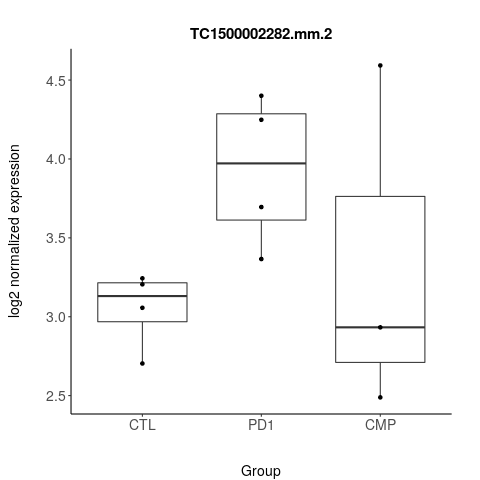 TC1500002282.mm.2
log2 normalized expression
4.5
4.0
3.5
3.0
2.5
CTL PD1 CMP
Group